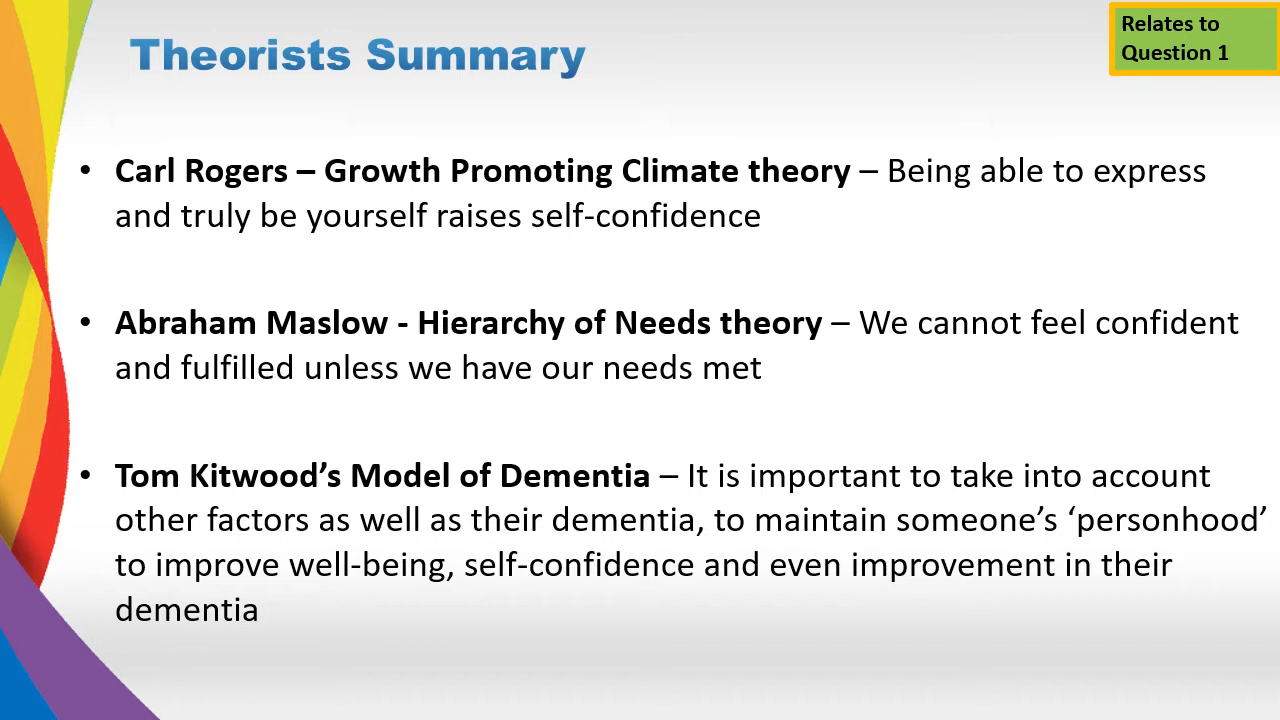 Theorists Summary
Relates to
Question 1
• Carl Rogers – Growth Promoting Climate theory – Being able to express
and truly be yourself raises self-confidence
• Abraham Maslow - Hierarchy of Needs theory – We cannot feel confident
and fulfilled unless we have our needs met
• Tom Kitwood’s Model of Dementia – It is important to take into account
other factors as well as their dementia, to maintain someone’s ‘personhood’
to improve well-being, self-confidence and even improvement in their
dementia